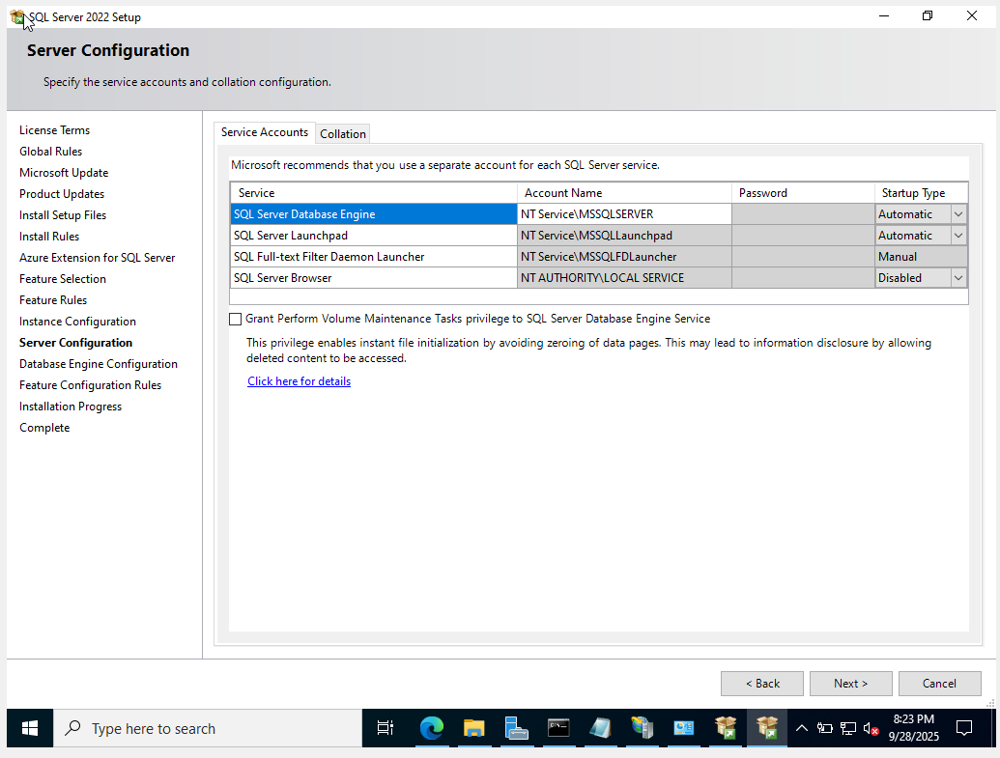 SQL Server 2022 Setup
Server Configuration
Specify the service accounts and collation configuration.
License Terms
Global Rules
Microsoft Update
Product Updates
Install Setup Files
Install Rules
Azure Extension for SQL Server
Feature Selection
Feature Rules
Instance Configuration
Server Configuration
Database Engine Configuration
Feature Configuration Rules
Installation Progress
Complete
Service Accounts Collation
Microsoft recommends that you use a separate account for each SQL Server service.
Service Account Name Password Startup Type
SQL Server Database Engine NT Service\MSSQLSERVER Automatic
SQL Server Launchpad NT Service\MSSQLLaunchpad Automatic
SQL Full-text Filter Daemon Launcher NT Service\MSSQLFDLauncher Manual
SQL Server Browser NT AUTHORITY\LOCAL SERVICE Disabled
Grant Perform Volume Maintenance Tasks privilege to SQL Server Database Engine Service
This privilege enables instant file initialization by avoiding zeroing of data pages. This may lead to information disclosure by allowing
deleted content to be accessed.
Click here for details
< Back Next > Cancel
Type here to search
8:23 PM
9/28/2025